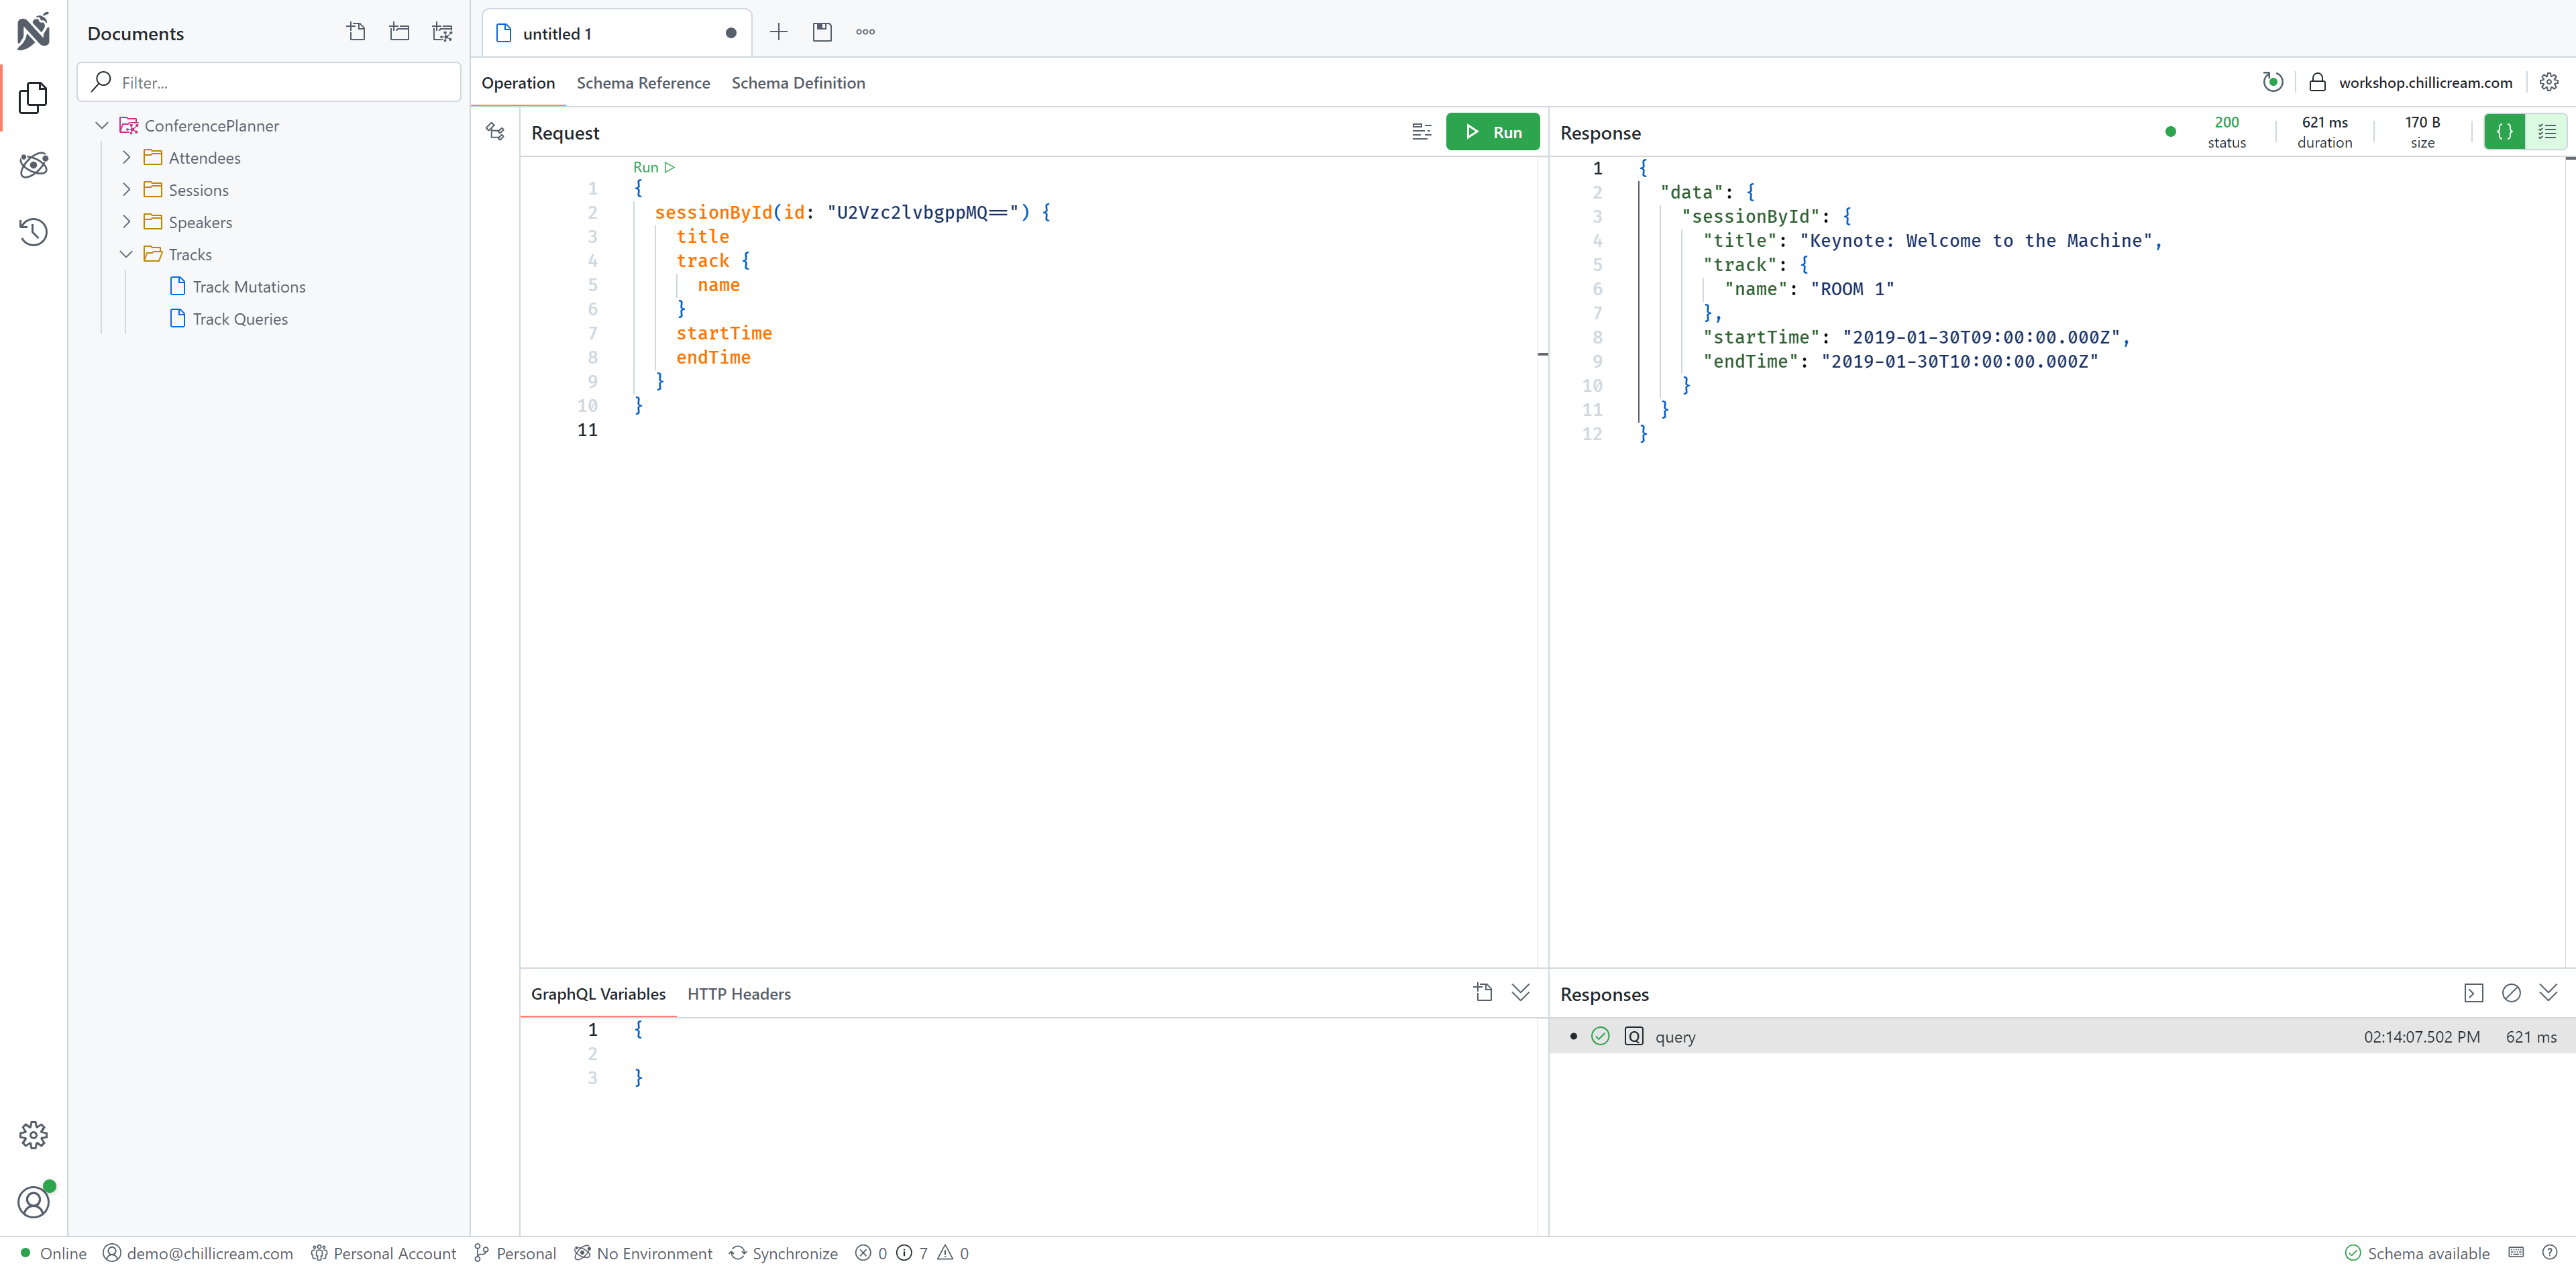 Documents
Filter...
ConferencePlanner
Attendees
Sessions
Speakers
Tracks
Track Mutations
Track Queries
untitled 1
Operation Schema Reference Schema Definition
workshop.chillicream.com
Request
Run
Run
1 {
2 sessionById(id: "U2Vzc2lvbgppMQ==") {
3 title
4 track {
5 name
6 }
7 startTime
8 endTime
9 }
10 }
11
Response
200 status
621 ms duration
170 B size
{ }
1 {
2 "data": {
3 "sessionById": {
4 "title": "Keynote: Welcome to the Machine",
5 "track": {
6 "name": "ROOM 1"
7 },
8 "startTime": "2019-01-30T09:00:00.000Z",
9 "endTime": "2019-01-30T10:00:00.000Z"
10 }
11 }
12 }
GraphQL Variables HTTP Headers
1 {
2
3 }
Responses
Q query 02:14:07.502 PM 621 ms
Online demo@chillicream.com Personal Account Personal No Environment Synchronize 0 7 0
Schema available